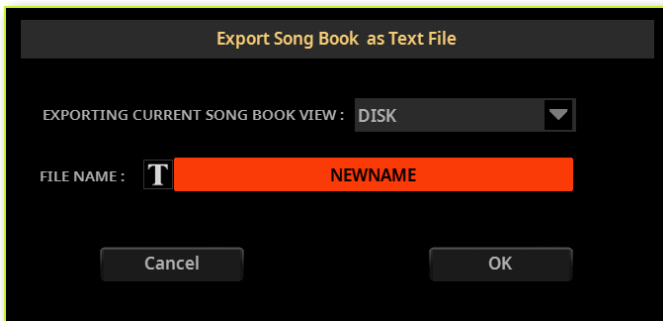 Export Song Book as Text File
EXPORTING CURRENT SONG BOOK VIEW : DISK
FILE NAME : T NEWNAME
Cancel OK